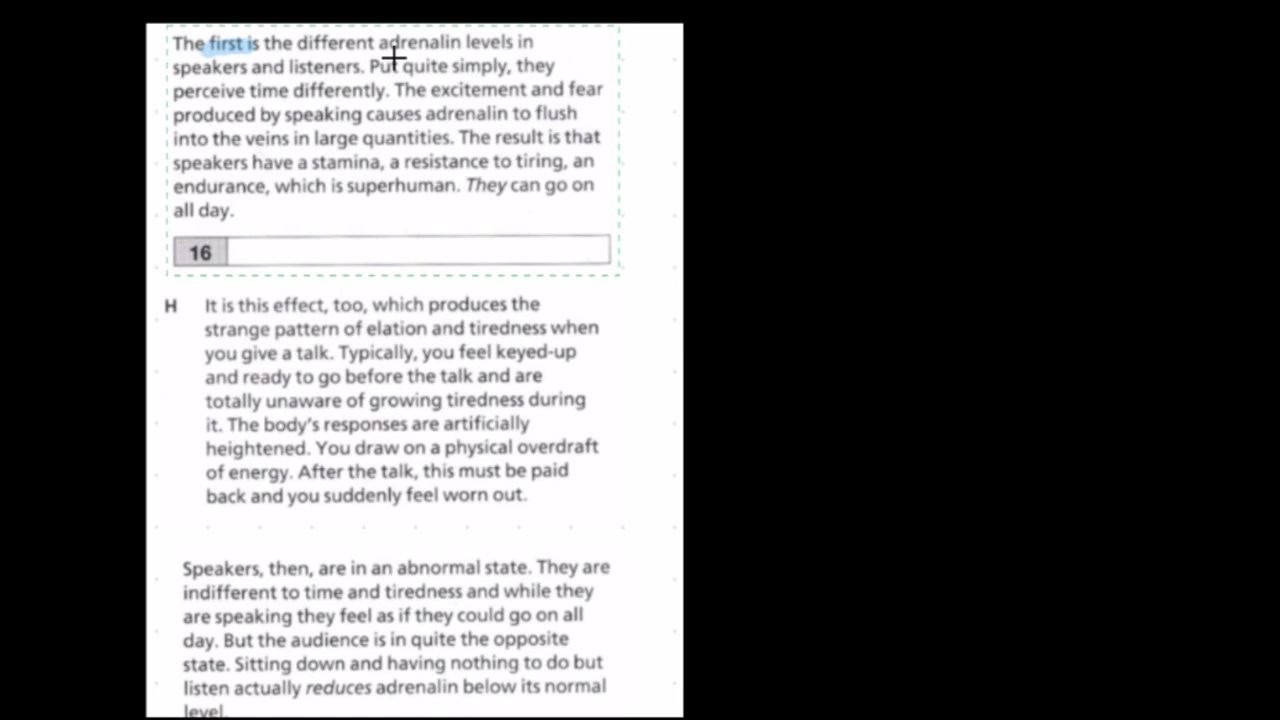 The first is the different adrenalin levels in
speakers and listeners. Put quite simply, they
perceive time differently. The excitement and fear
produced by speaking causes adrenalin to flush
into the veins in large quantities. The result is that
speakers have a stamina, a resistance to tiring, an
endurance, which is superhuman. They can go on
all day.
16
H It is this effect, too, which produces the
strange pattern of elation and tiredness when
you give a talk. Typically, you feel keyed-up
and ready to go before the talk and are
totally unaware of growing tiredness during
it. The body's responses are artificially
heightened. You draw on a physical overdraft
of energy. After the talk, this must be paid
back and you suddenly feel worn out.
Speakers, then, are in an abnormal state. They are
indifferent to time and tiredness and while they
are speaking they feel as if they could go on all
day. But the audience is in quite the opposite
state. Sitting down and having nothing to do but
listen actually reduces adrenalin below its normal
level.